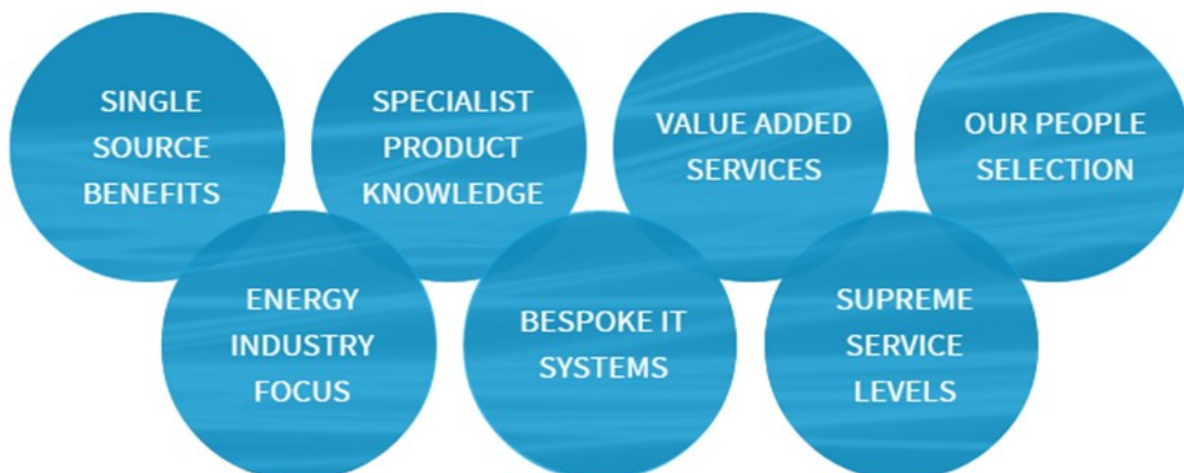 SINGLE
SOURCE
BENEFITS
SPECIALIST
PRODUCT
KNOWLEDGE
VALUE ADDED
SERVICES
OUR PEOPLE
SELECTION
ENERGY
INDUSTRY
FOCUS
BESPOKE IT
SYSTEMS
SUPREME
SERVICE
LEVELS